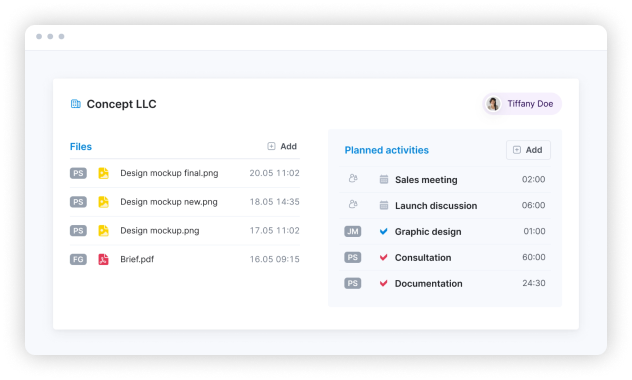 Concept LLC
Tiffany Doe
Files
Add
PS Design mockup final.png 20.05 11:02
PS Design mockup new.png 18.05 14:35
PS Design mockup.png 17.05 11:02
FG Brief.pdf 16.05 09:15
Planned activities
Add
Sales meeting 02:00
Launch discussion 06:00
JM Graphic design 01:00
PS Consultation 60:00
PS Documentation 24:30